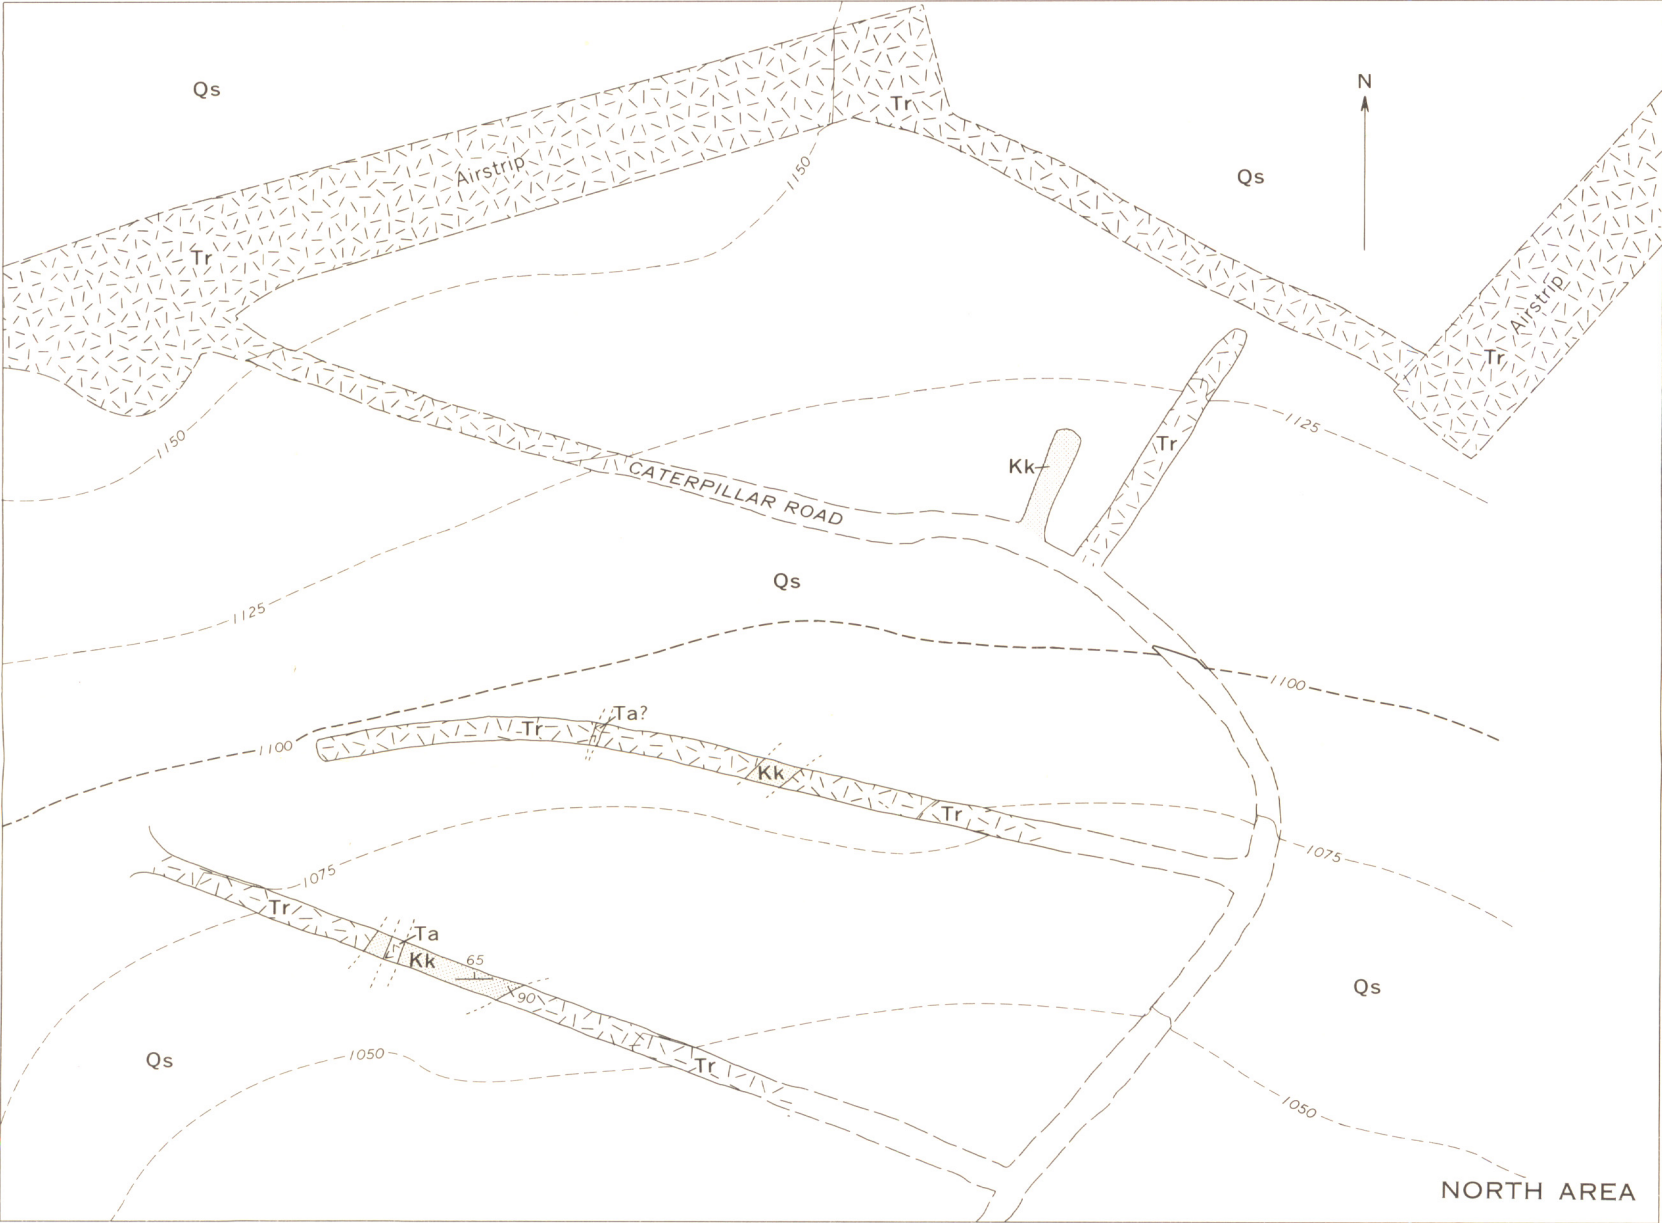 Qs
N
Tr
Airstrip
1150
Qs
Tr
Airstrip
Tr
1150
1125
Tr
Kk
CATERPILLAR ROAD
Qs
1125
1100
Ta?
Tr
1100
Kk
Tr
1075
1075
Tr
Ta
Kk
65
90
Qs
Qs
1050
Tr
1050
NORTH AREA